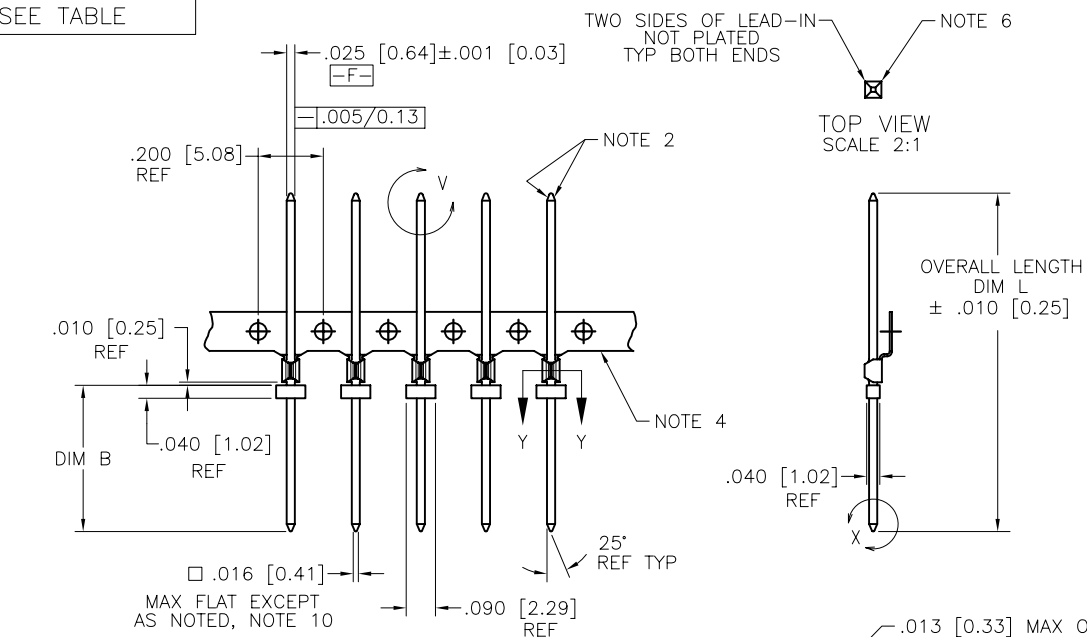 SEE TABLE
TWO SIDES OF LEAD-IN
NOT PLATED
TYP BOTH ENDS
NOTE 6
TOP VIEW
SCALE 2:1
.025 [0.64]±.001 [0.03]
-F-
.005/0.13
.200 [5.08]
REF
V
NOTE 2
OVERALL LENGTH
DIM L
± .010 [0.25]
.010 [0.25]
REF
NOTE 4
Y Y
.040 [1.02]
REF
DIM B
.040 [1.02]
REF
X
25°
REF TYP
□ .016 [0.41]
MAX FLAT EXCEPT
AS NOTED, NOTE 10
.090 [2.29]
REF
.013 [0.33] MAX